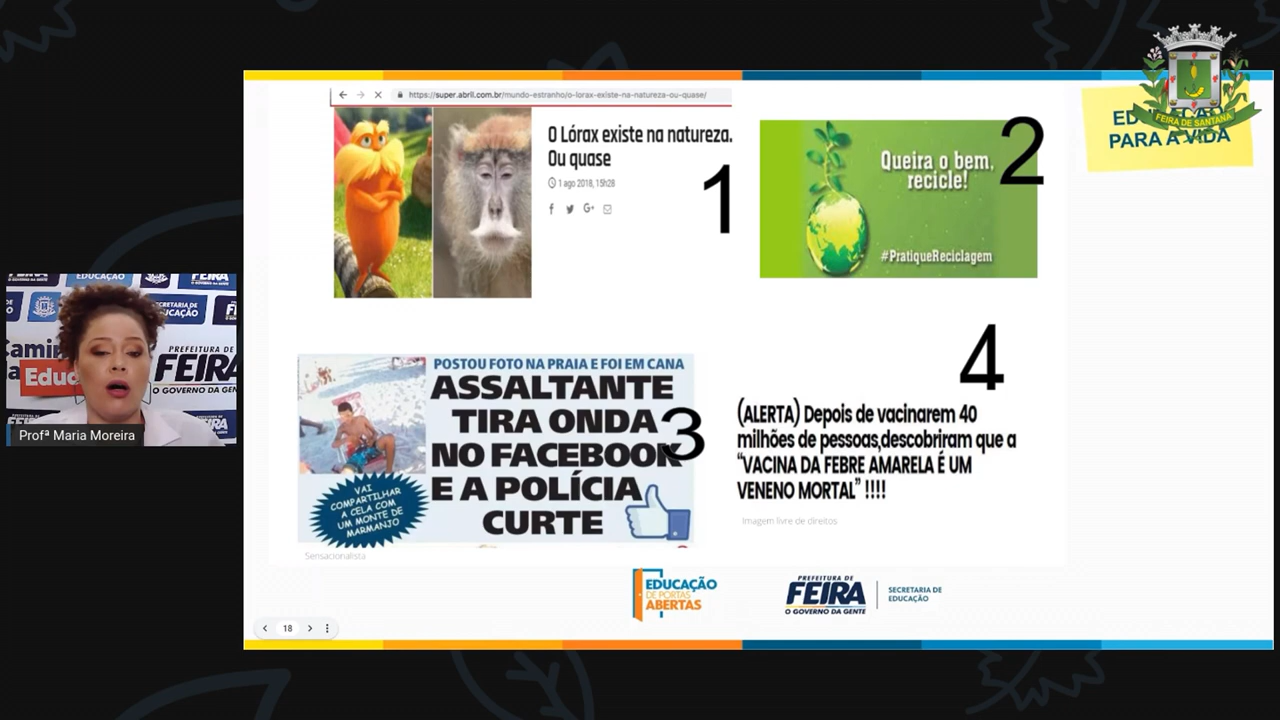 https://super.abril.com.br/mundo-estranho/o-lorax-existe-na-natureza-ou-quase/
O Lórax existe na natureza.
Ou quase
1 ago 2018, 15h28
1
Queira o bem,
recicle!
#PratiqueReciclagem
2
FEIRA DE SANTANA
PARA A VIDA
POSTOU FOTO NA PRAIA E FOI EM CANA
ASSALTANTE
TIRA ONDA
NO FACEBOOK
E A POLÍCIA
CURTE
VAI
COMPARTILHAR
A CELA COM
UM MONTE DE
MARMANJO
3
Sensacionalista
4
(ALERTA) Depois de vacinarem 40
milhões de pessoas,descobriram que a
“VACINA DA FEBRE AMARELA É UM
VENENO MORTAL” !!!!
Imagem livre de direitos
EDUCAÇÃO
DE PORTAS
ABERTAS
PREFEITURA DE
FEIRA
O GOVERNO DA GENTE
SECRETARIA DE
EDUCAÇÃO
18
EDUCAÇÃO
FEIRA
PREFEITURA DE
FEIRA
O GOVERNO DA GENTE
Profª Maria Moreira